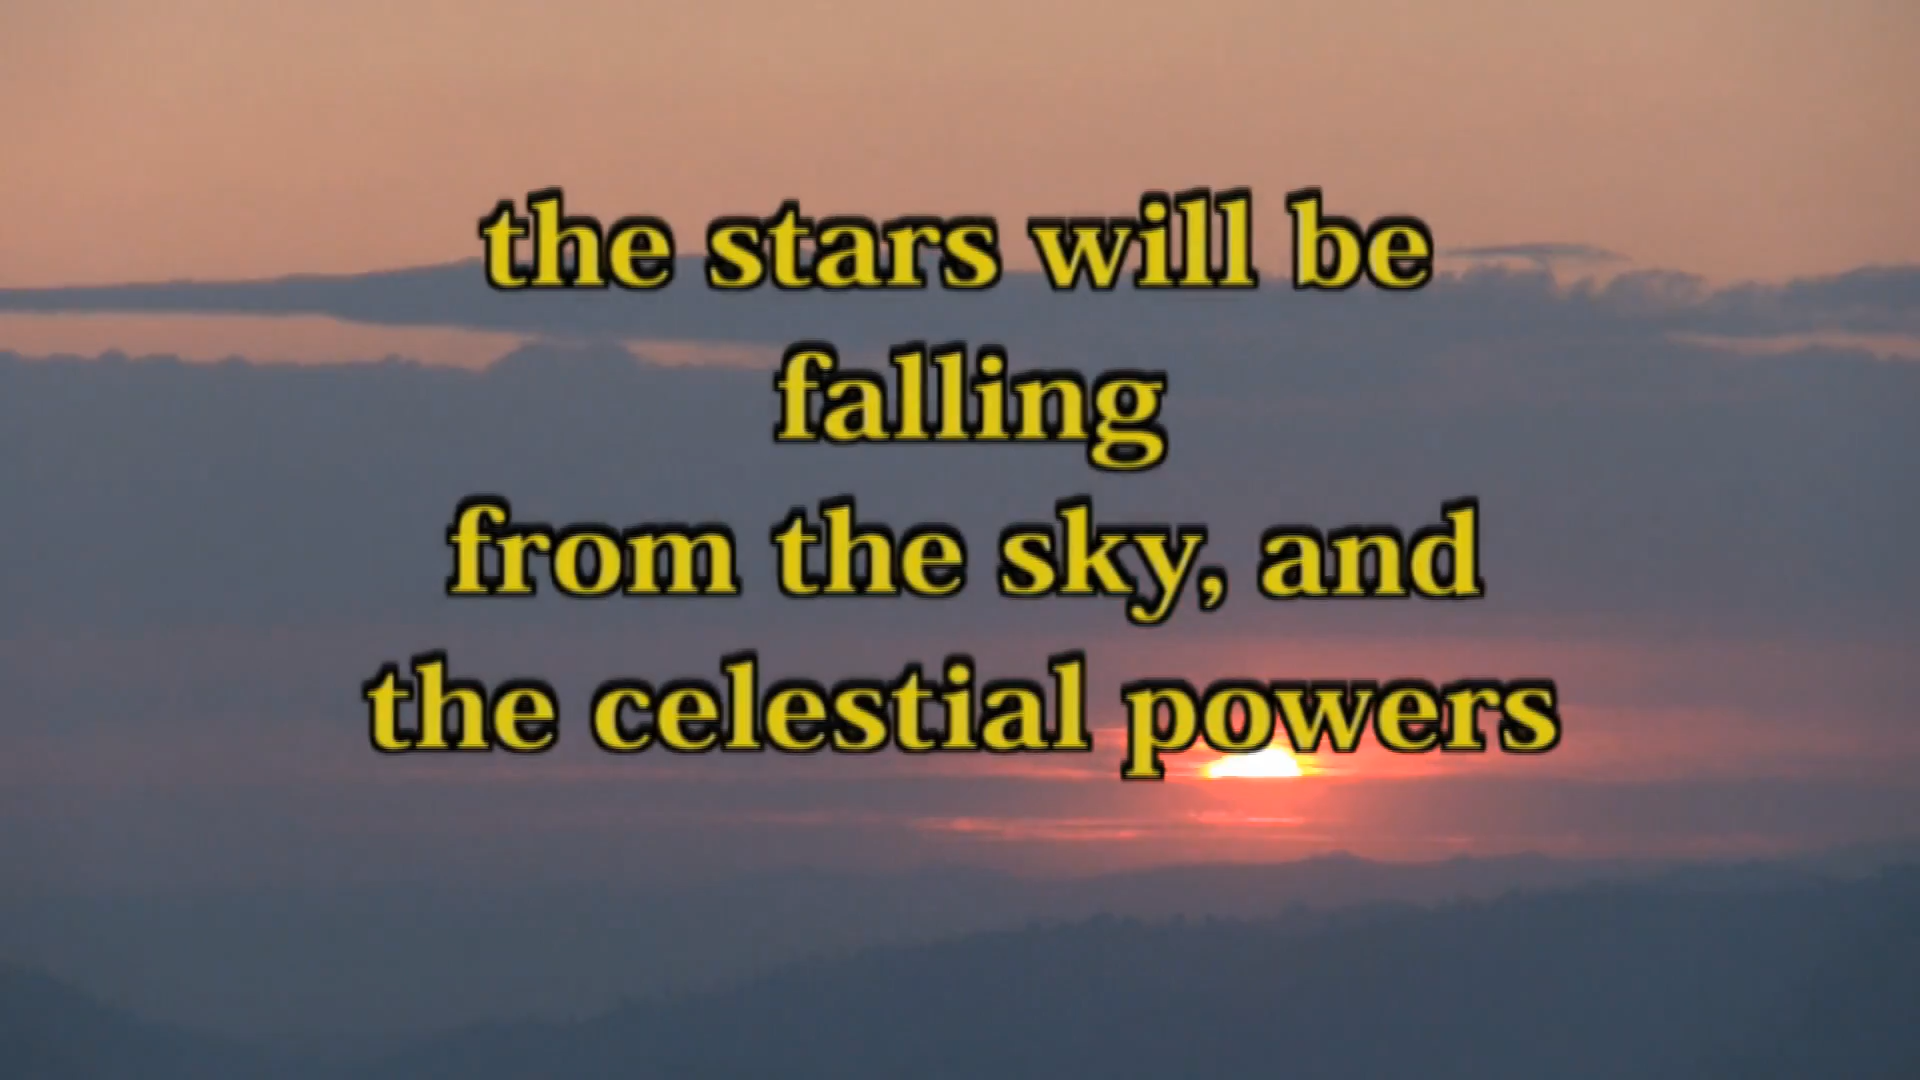 the stars will be
falling
from the sky, and
the celestial powers